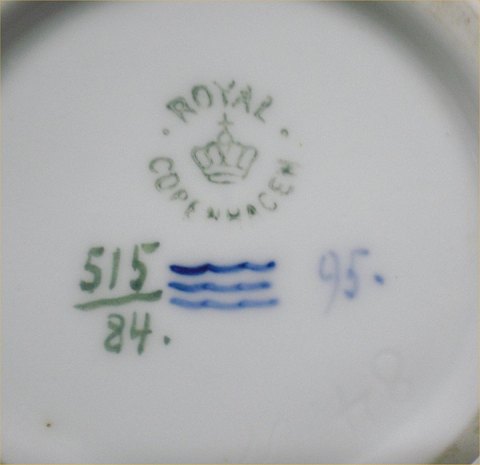 ROYAL
COPENHAGEN
515 95.
84.